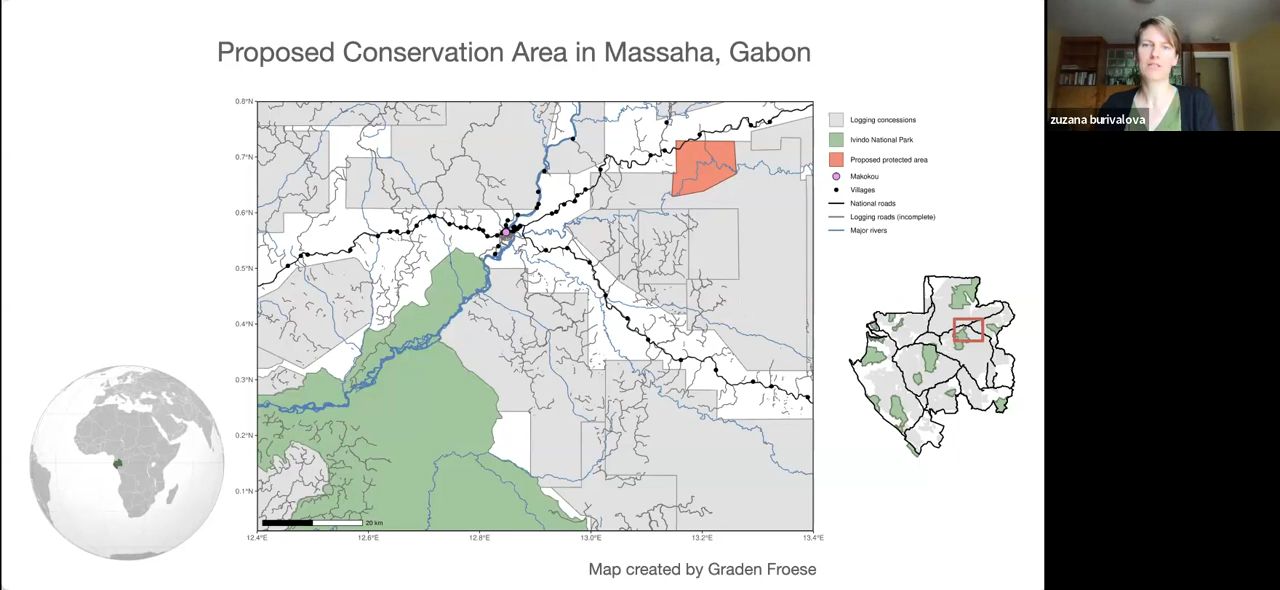 Proposed Conservation Area in Massaha, Gabon
0.8°N
0.7°N
0.6°N
0.5°N
0.4°N
0.3°N
0.2°N
0.1°N
12.4°E
12.6°E
12.8°E
13.0°E
13.2°E
13.4°E
20 km
Logging concessions
Ivindo National Park
Proposed protected area
Makokou
Villages
National roads
Logging roads (incomplete)
Major rivers
Map created by Graden Froese
zuzana burivalova